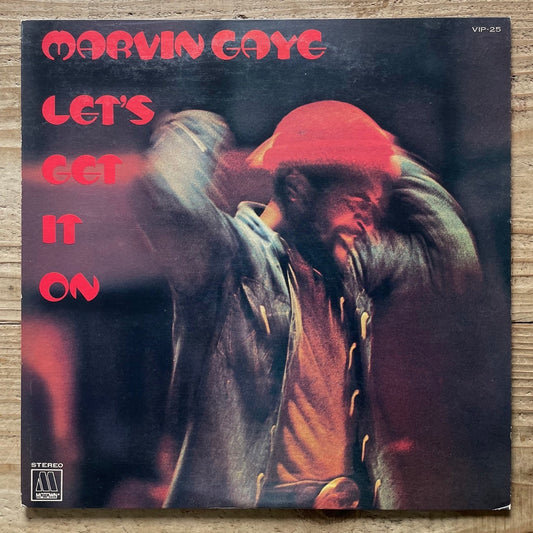 MARVIN GAYE
VIP-25
LET'S
GET
IT
ON
STEREO
MOTOWN